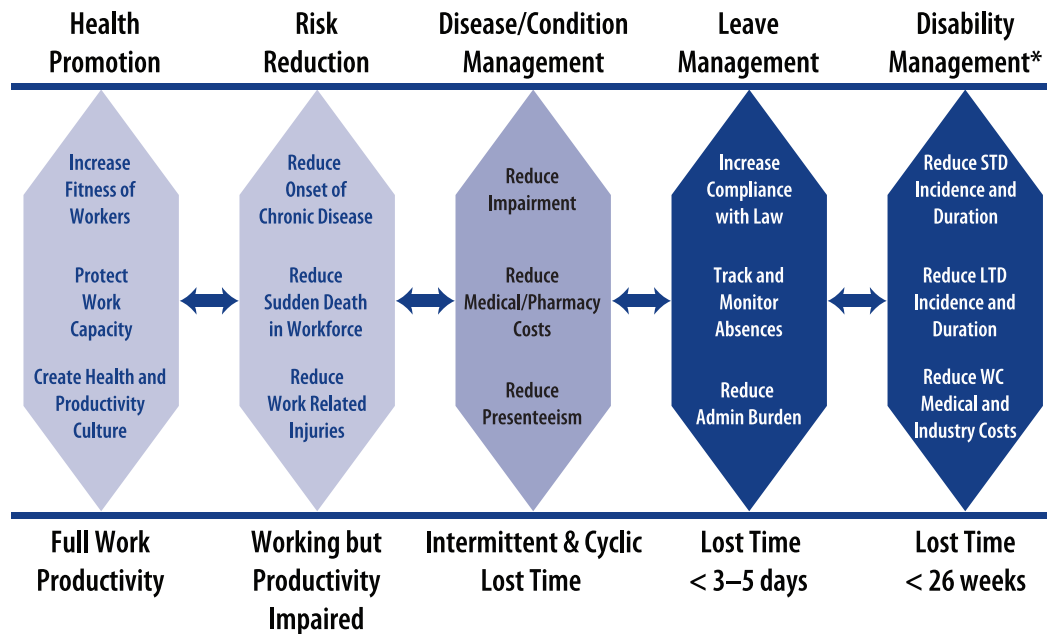 Health
Promotion
Risk
Reduction
Disease/Condition
Management
Leave
Management
Disability
Management*
Increase
Fitness of
Workers
Protect
Work
Capacity
Create Health and
Productivity
Culture
Reduce
Onset of
Chronic Disease
Reduce
Sudden Death
in Workforce
Reduce
Work Related
Injuries
Reduce
Impairment
Reduce
Medical/Pharmacy
Costs
Reduce
Presenteeism
Increase
Compliance
with Law
Track and
Monitor
Absences
Reduce
Admin Burden
Reduce STD
Incidence and
Duration
Reduce LTD
Incidence and
Duration
Reduce WC
Medical and
Industry Costs
Full Work
Productivity
Working but
Productivity
Impaired
Intermittent & Cyclic
Lost Time
Lost Time
< 3–5 days
Lost Time
< 26 weeks